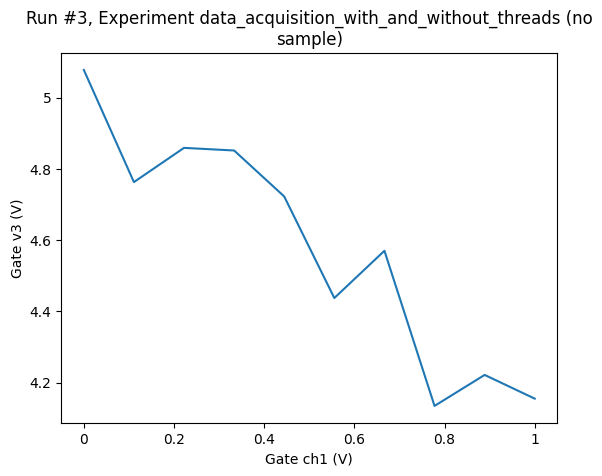 Run #3, Experiment data_acquisition_with_and_without_threads (no
sample)
5
4.8
4.6
4.4
4.2
Gate v3 (V)
0
0.2
0.4
0.6
0.8
1
Gate ch1 (V)